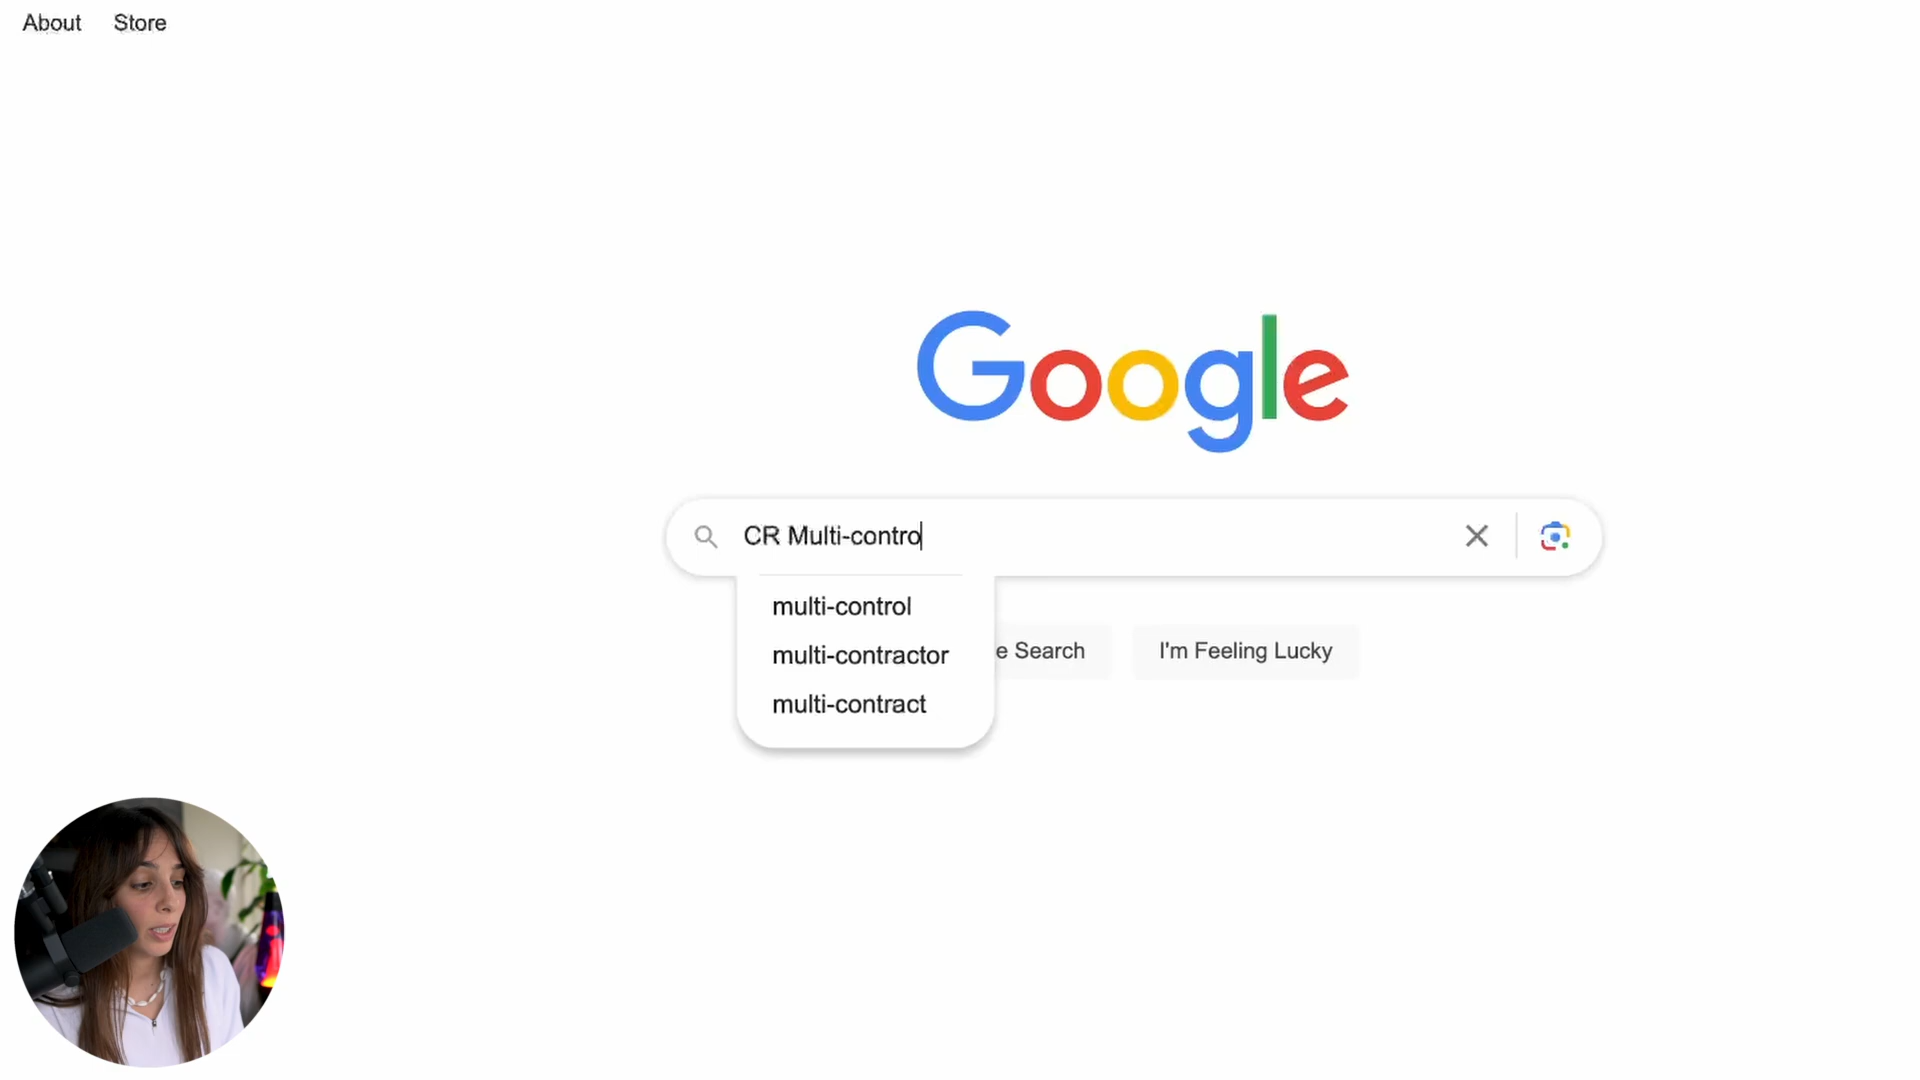 About Store
Google
CR Multi-contro
multi-control
multi-contractor
multi-contract
e Search
I'm Feeling Lucky